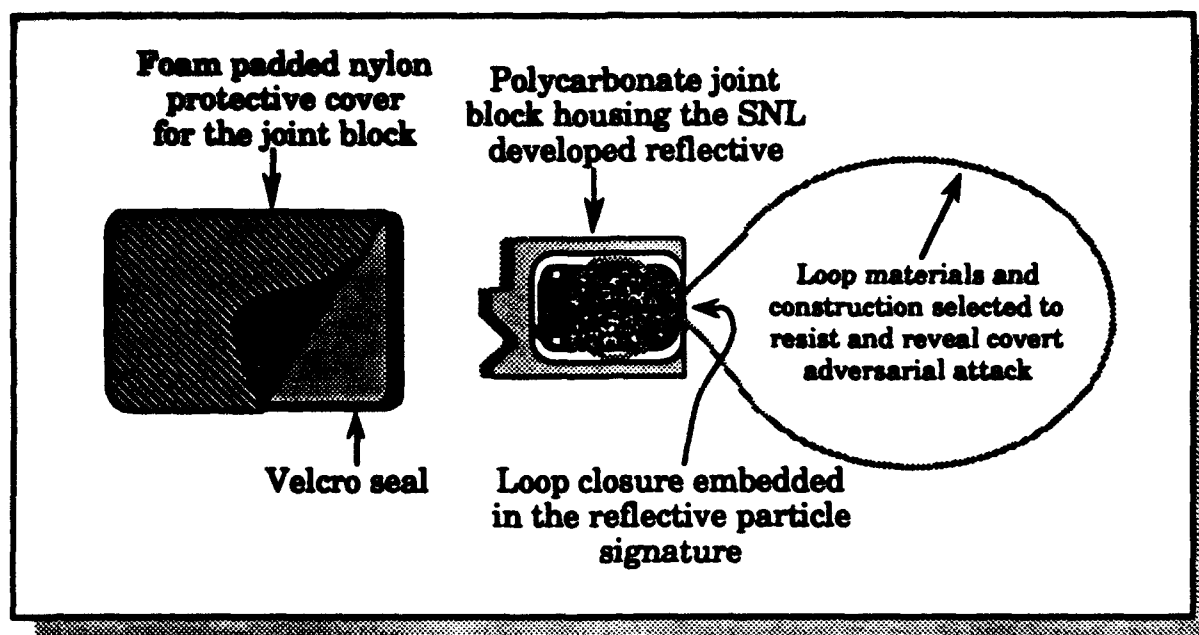 Foam padded nylon
protective cover
for the joint block
Polycarbonate joint
block housing the SNL
developed reflective
Loop materials and
construction selected to
resist and reveal covert
adversarial attack
Velcro seal
Loop closure embedded
in the reflective particle
signature